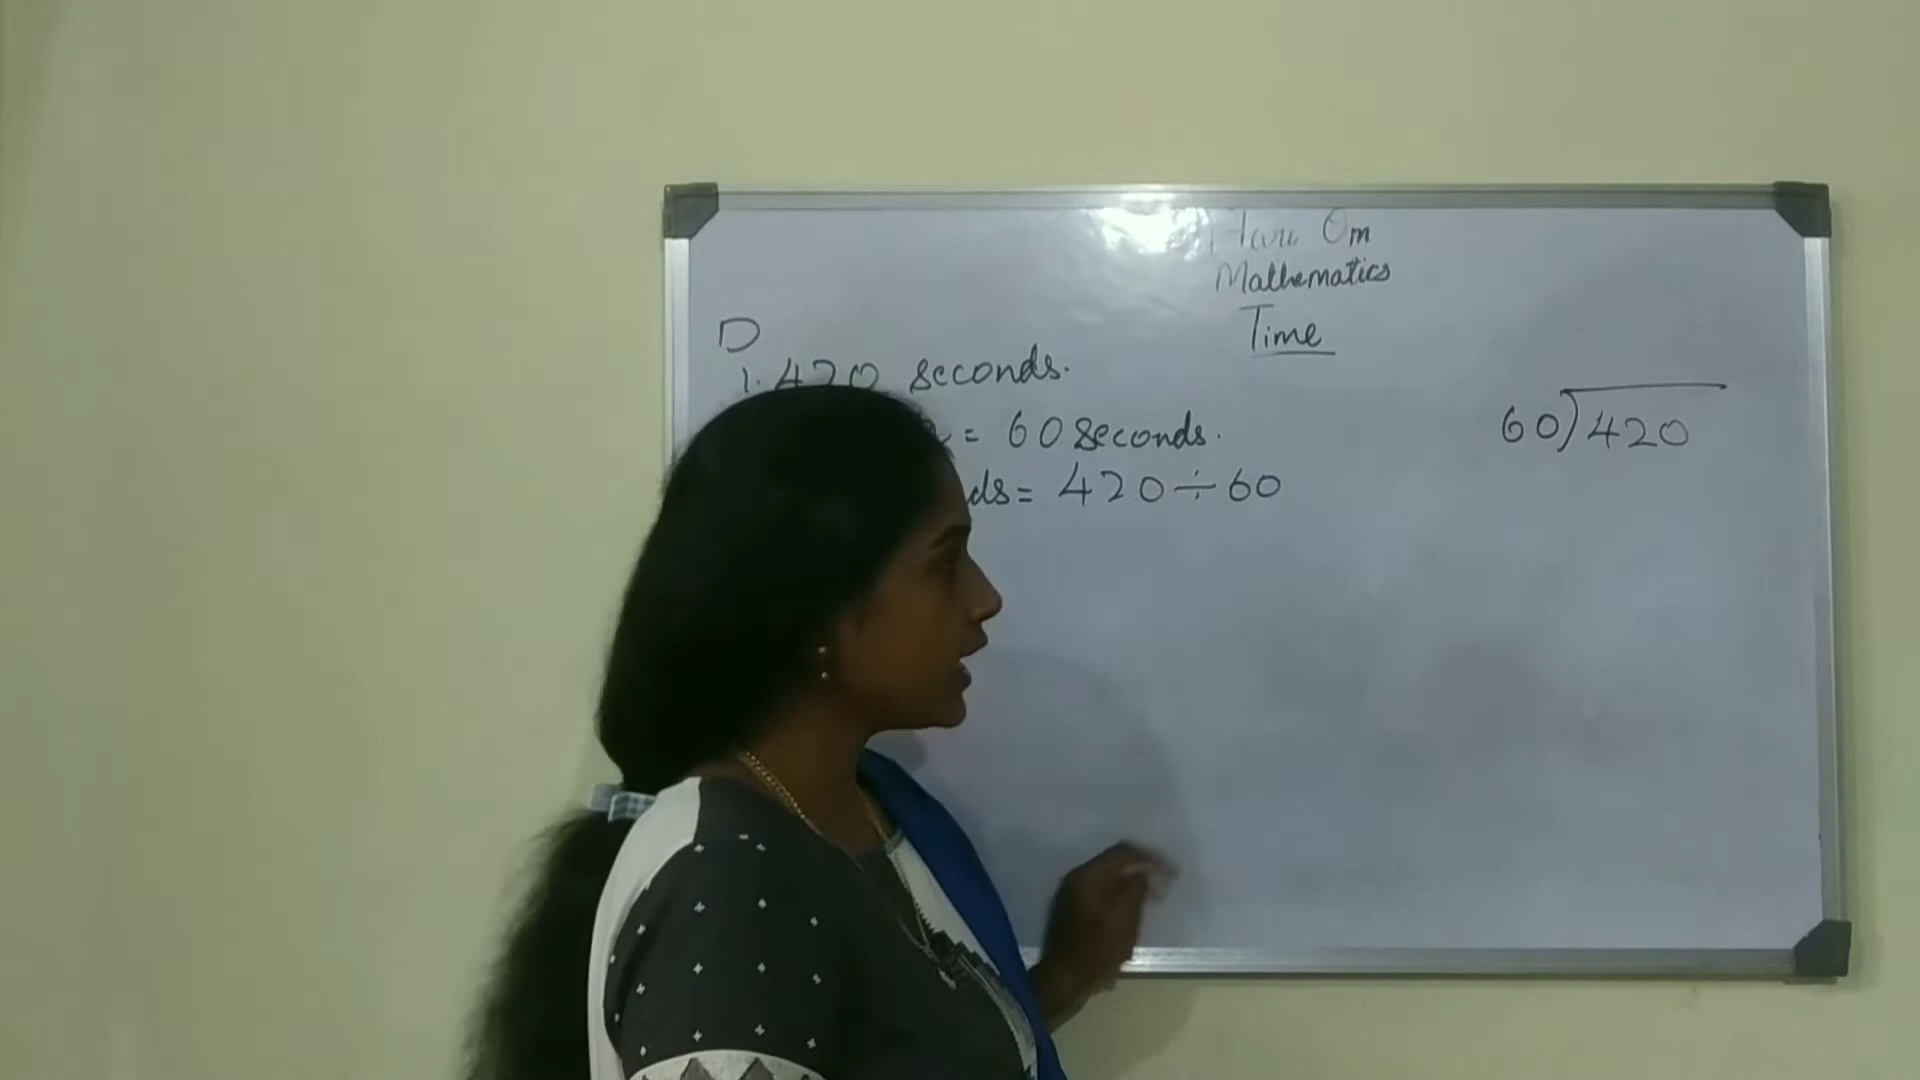 Hari Om
Mathematics
Time
D
1. 420 seconds.
= 60 seconds.
ds = 420 ÷ 60
60)420